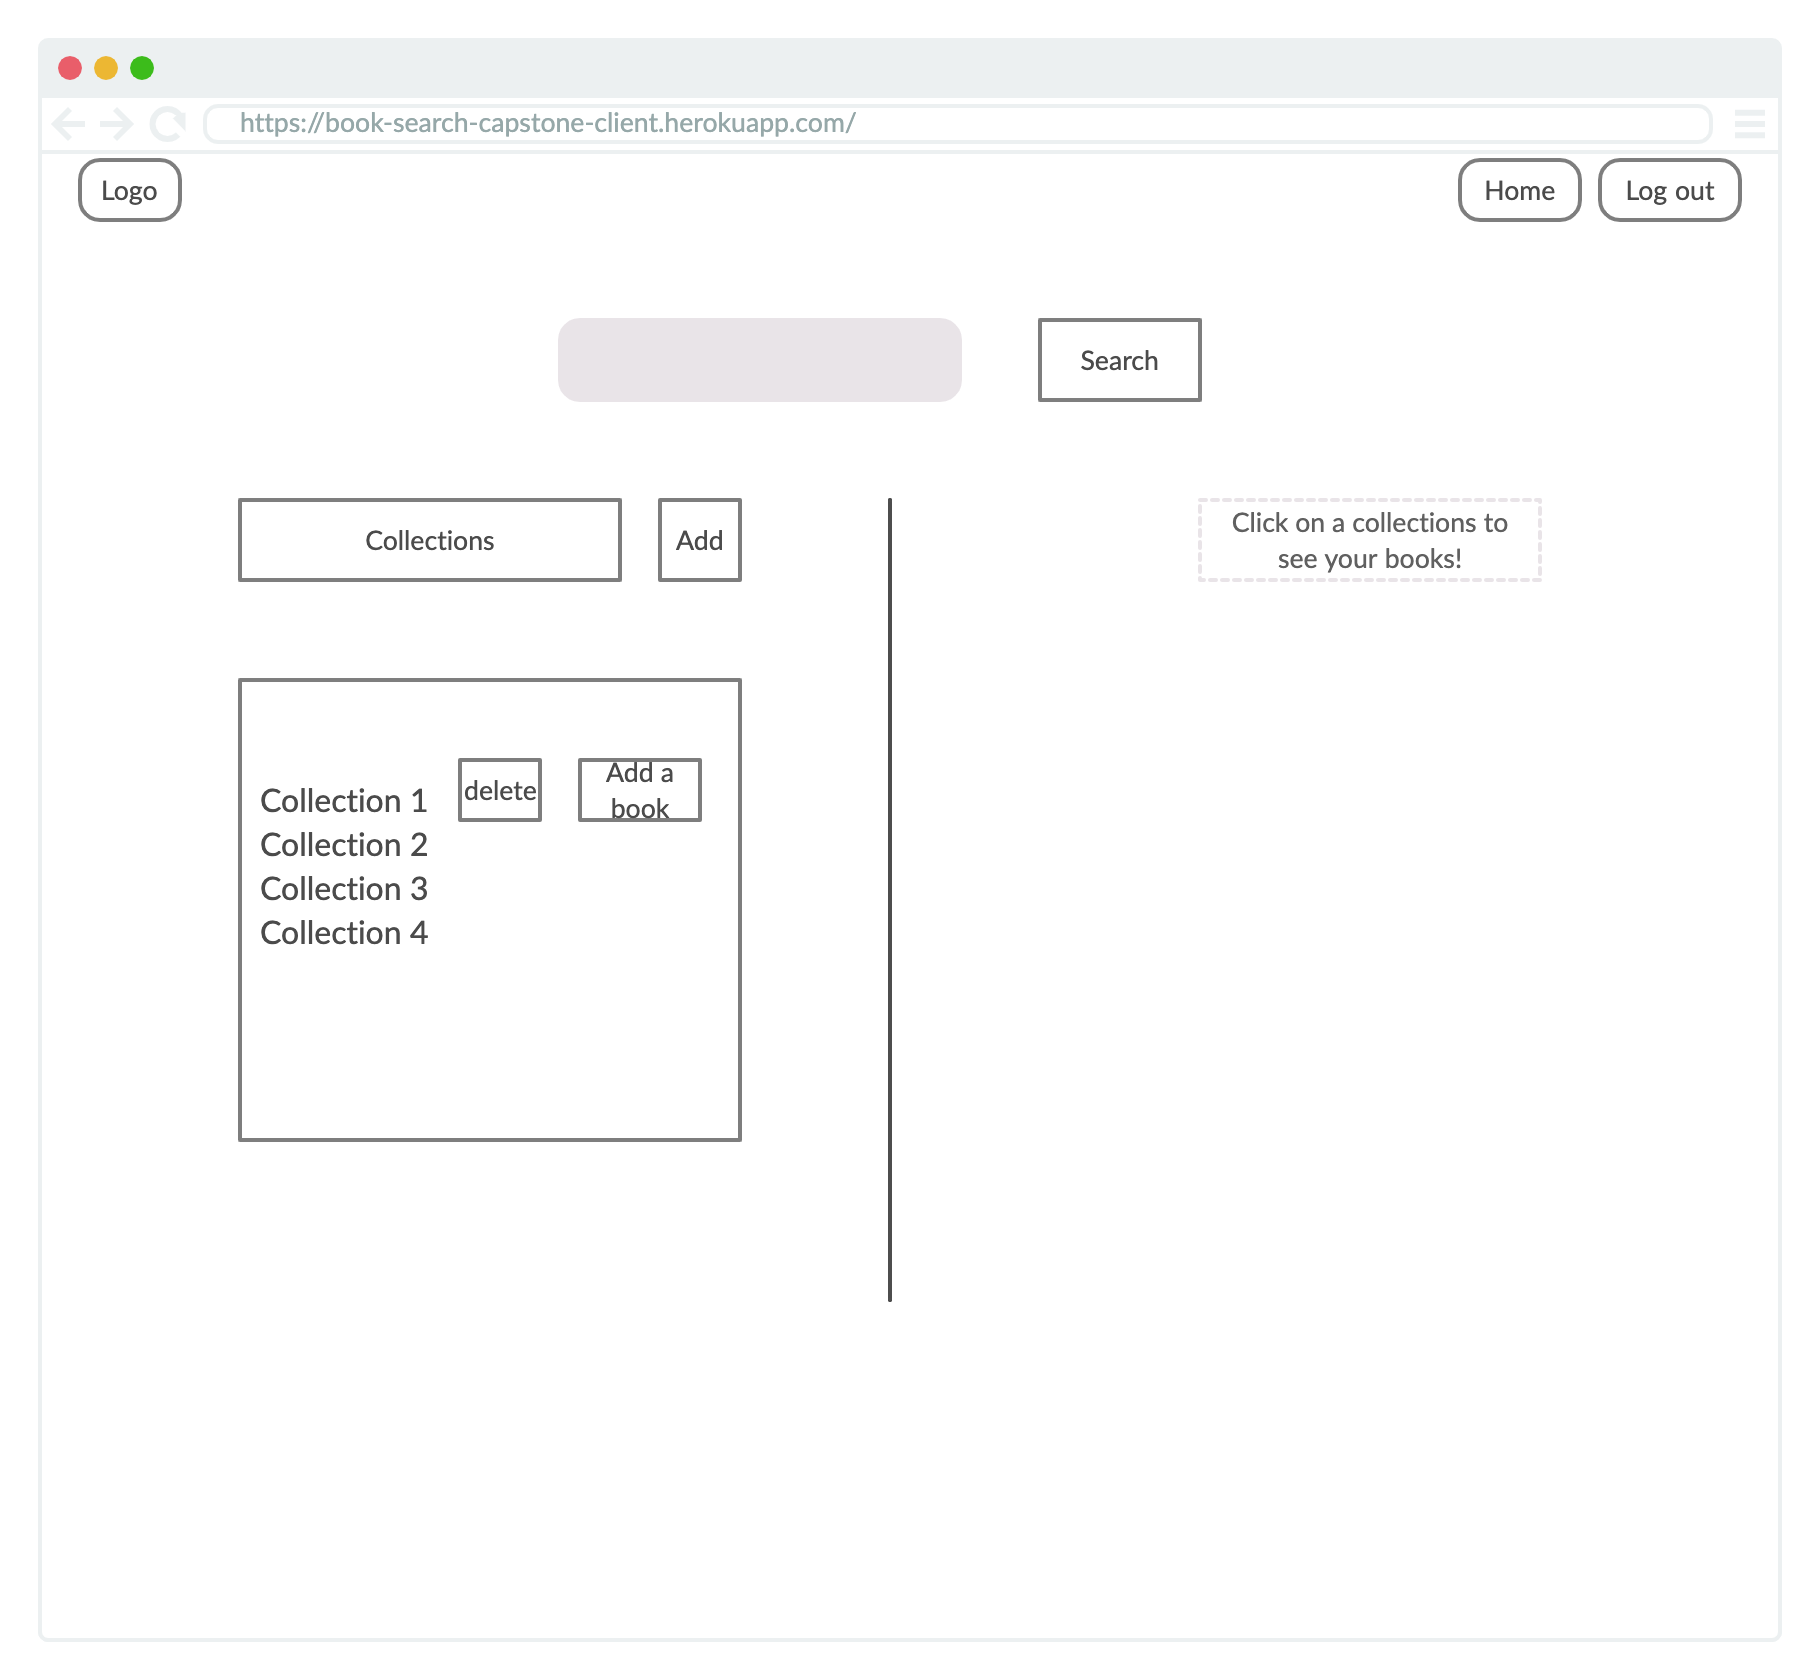 https://book-search-capstone-client.herokuapp.com/
Logo
Home
Log out
Search
Collections
Add
Click on a collections to
see your books!
Collection 1
delete
Add a
book
Collection 2
Collection 3
Collection 4